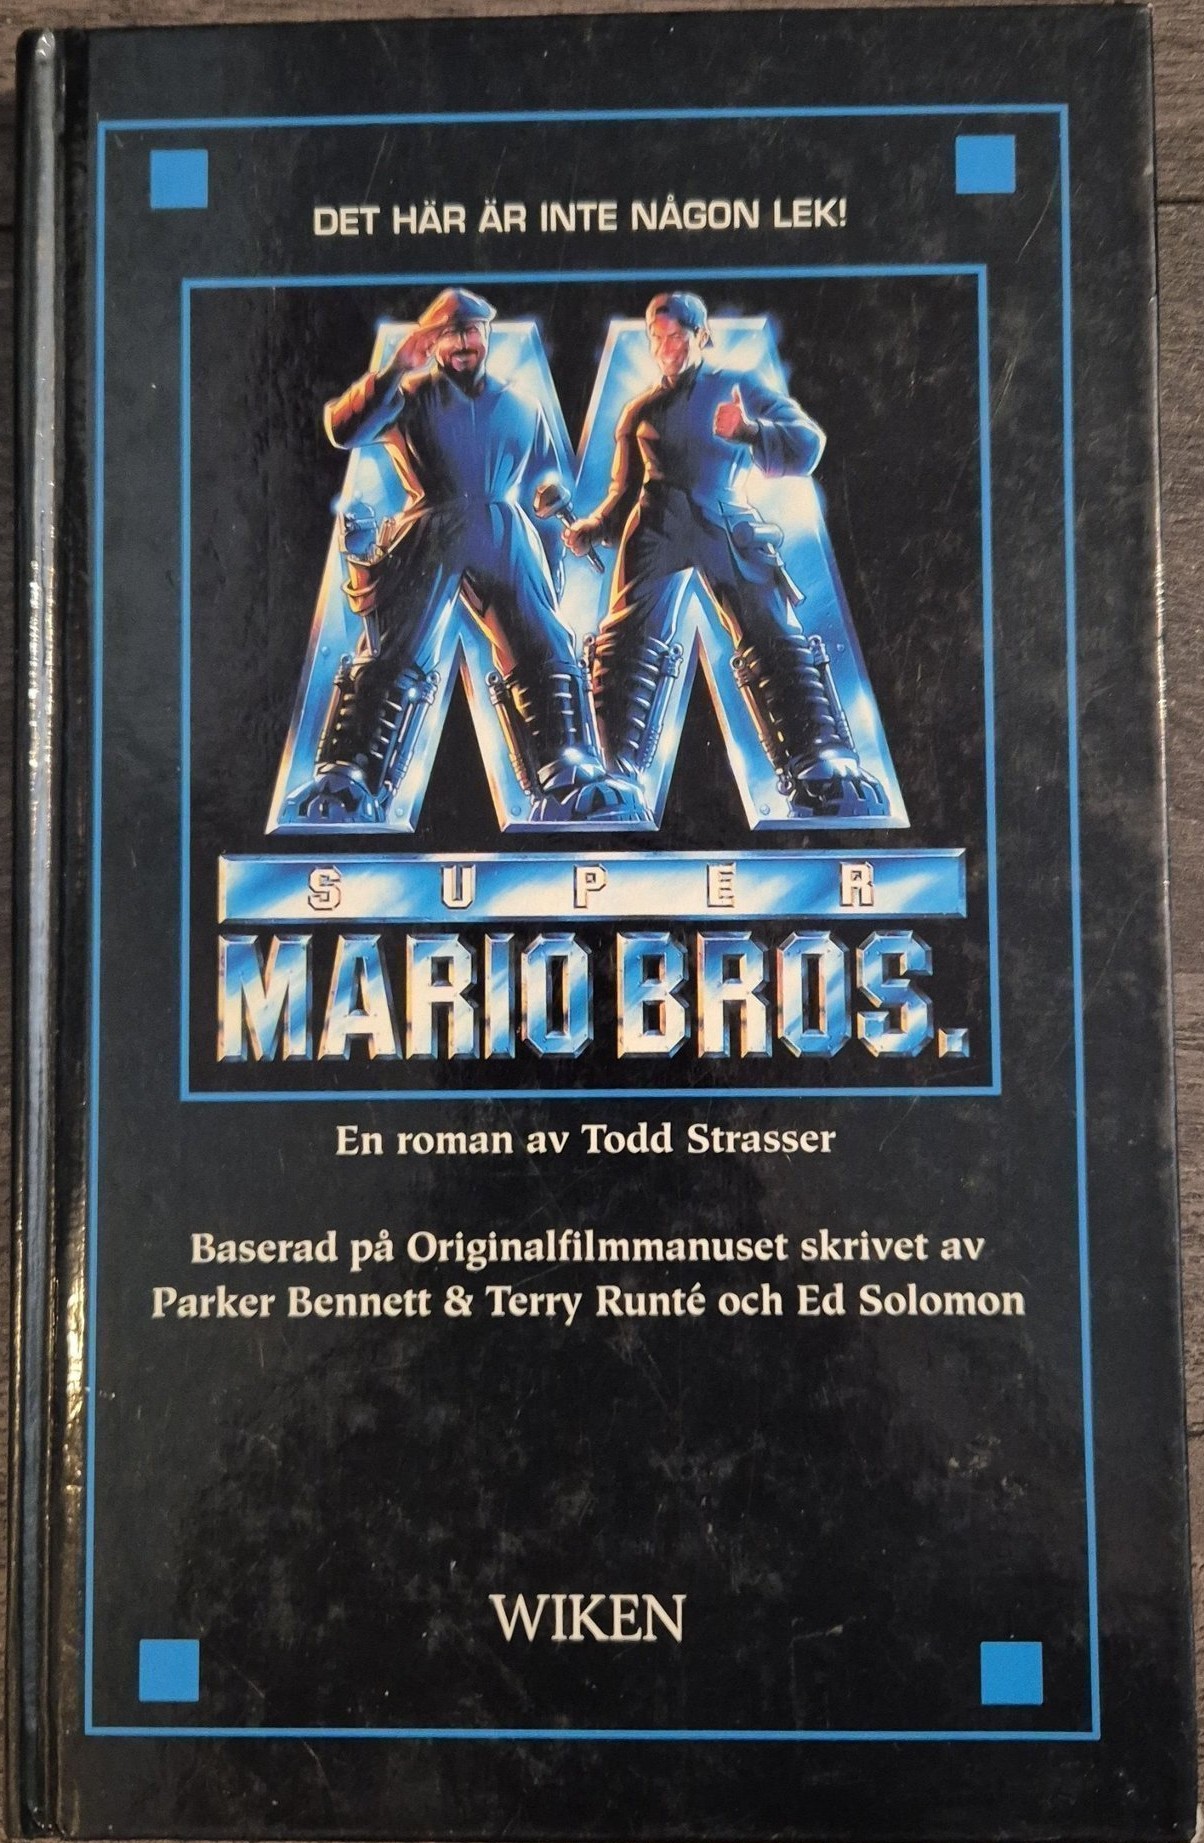 DET HÄR ÄR INTE NÅGON LEK!
SUPER
MARIO BROS.
En roman av Todd Strasser
Baserad på Originalfilmmanuset skrivet av
Parker Bennett & Terry Runté och Ed Solomon
WIKEN